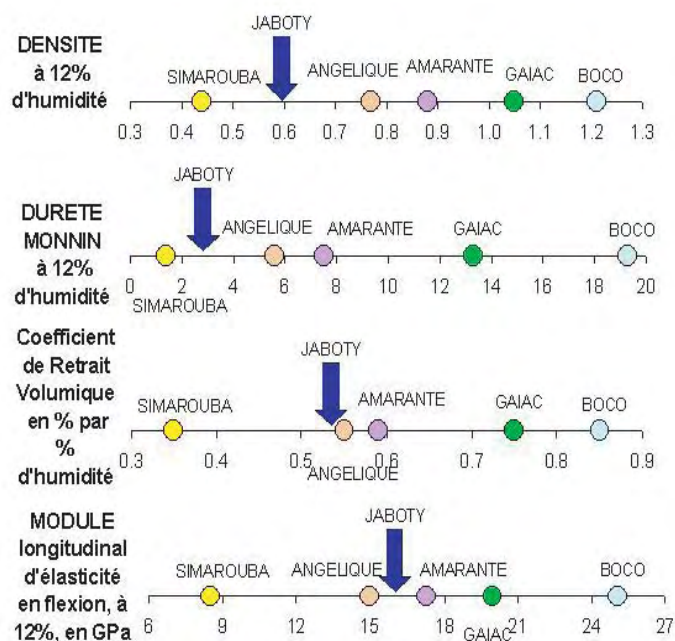 JABOTY
DENSITE
à 12%
d'humidité
SIMAROUBA ANGELIQUE AMARANTE GAIAC BOCO
0.3 0.4 0.5 0.6 0.7 0.8 0.9 1.0 1.1 1.2 1.3
JABOTY
DURETE
MONNIN
à 12%
d'humidité
ANGELIQUE AMARANTE GAIAC BOCO
0 2 4 6 8 10 12 14 16 18 20
SIMAROUBA
Coefficient
de Retrait
Volumique
en % par
%
d'humidité
JABOTY
SIMAROUBA AMARANTE GAIAC BOCO
0.3 0.4 0.5 0.6 0.7 0.8 0.9
ANGELIQUE
MODULE
longitudinal
d'élasticité
en flexion, à
12%, en GPa
JABOTY
SIMAROUBA ANGELIQUE AMARANTE BOCO
6 9 12 15 18 21 24 27
GAIAC